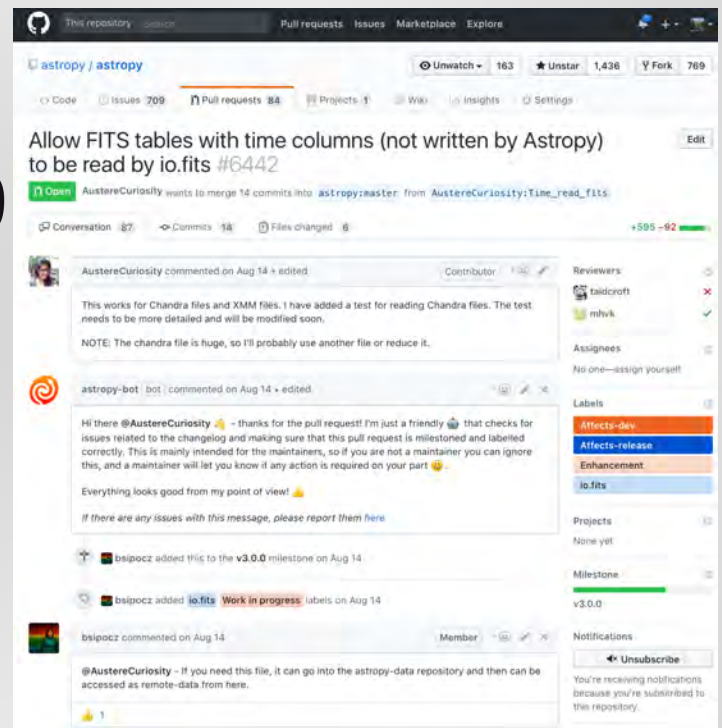 This repository Search Pull requests Issues Marketplace Explore
astropy / astropy Unwatch 163 Unstar 1,436 Fork 769
Code Issues 709 Pull requests 84 Projects 1 Wiki Insights Settings
Allow FITS tables with time columns (not written by Astropy) Edit
to be read by io.fits #6442
Open AustereCuriosity wants to merge 14 commits into astropy:master from AustereCuriosity:Time_read_fits
Conversation 87 Commits 14 Files changed 6 +595 −92
AustereCuriosity commented on Aug 14 • edited Contributor
This works for Chandra files and XMM files. I have added a test for reading Chandra files. The test
needs to be more detailed and will be modified soon.
NOTE: The chandra file is huge, so I'll probably use another file or reduce it.
astropy-bot bot commented on Aug 14 • edited
Hi there @AustereCuriosity 👋 - thanks for the pull request! I'm just a friendly 🤖 that checks for
issues related to the changelog and making sure that this pull request is milestoned and labelled
correctly. This is mainly intended for the maintainers, so if you are not a maintainer you can ignore
this, and a maintainer will let you know if any action is required on your part 😃.
Everything looks good from my point of view! 👍
If there are any issues with this message, please report them here
bsipocz added this to the v3.0.0 milestone on Aug 14
bsipocz added io.fits Work in progress labels on Aug 14
bsipocz commented on Aug 14 Member
@AustereCuriosity - If you need this file, it can go into the astropy-data repository and then can be
accessed as remote-data from here.
👍 1
Reviewers
taldcroft
mhvk
Assignees
No one—assign yourself
Labels
Affects-dev
Affects-release
Enhancement
io.fits
Projects
None yet
Milestone
v3.0.0
Notifications
Unsubscribe
You're receiving notifications
because you're subscribed to
this repository.